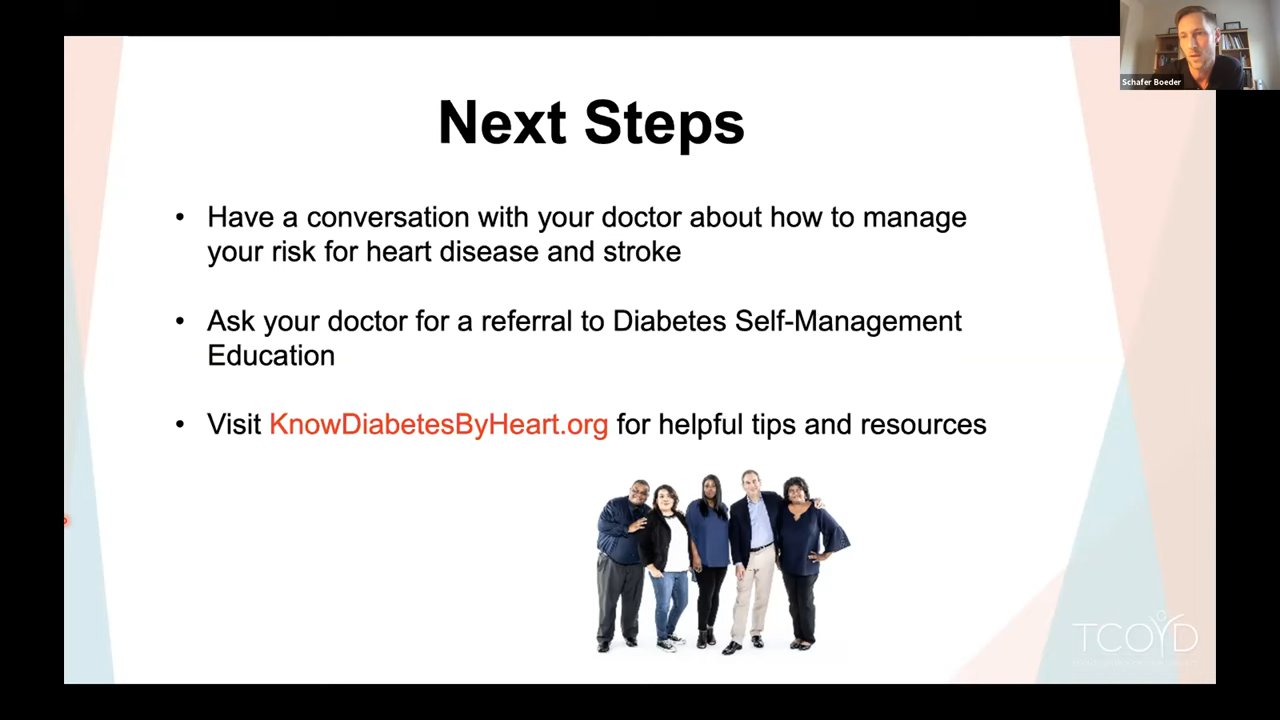 Schafer Boeder
Next Steps
• Have a conversation with your doctor about how to manage
your risk for heart disease and stroke
• Ask your doctor for a referral to Diabetes Self-Management
Education
• Visit KnowDiabetesByHeart.org for helpful tips and resources
TCOYD